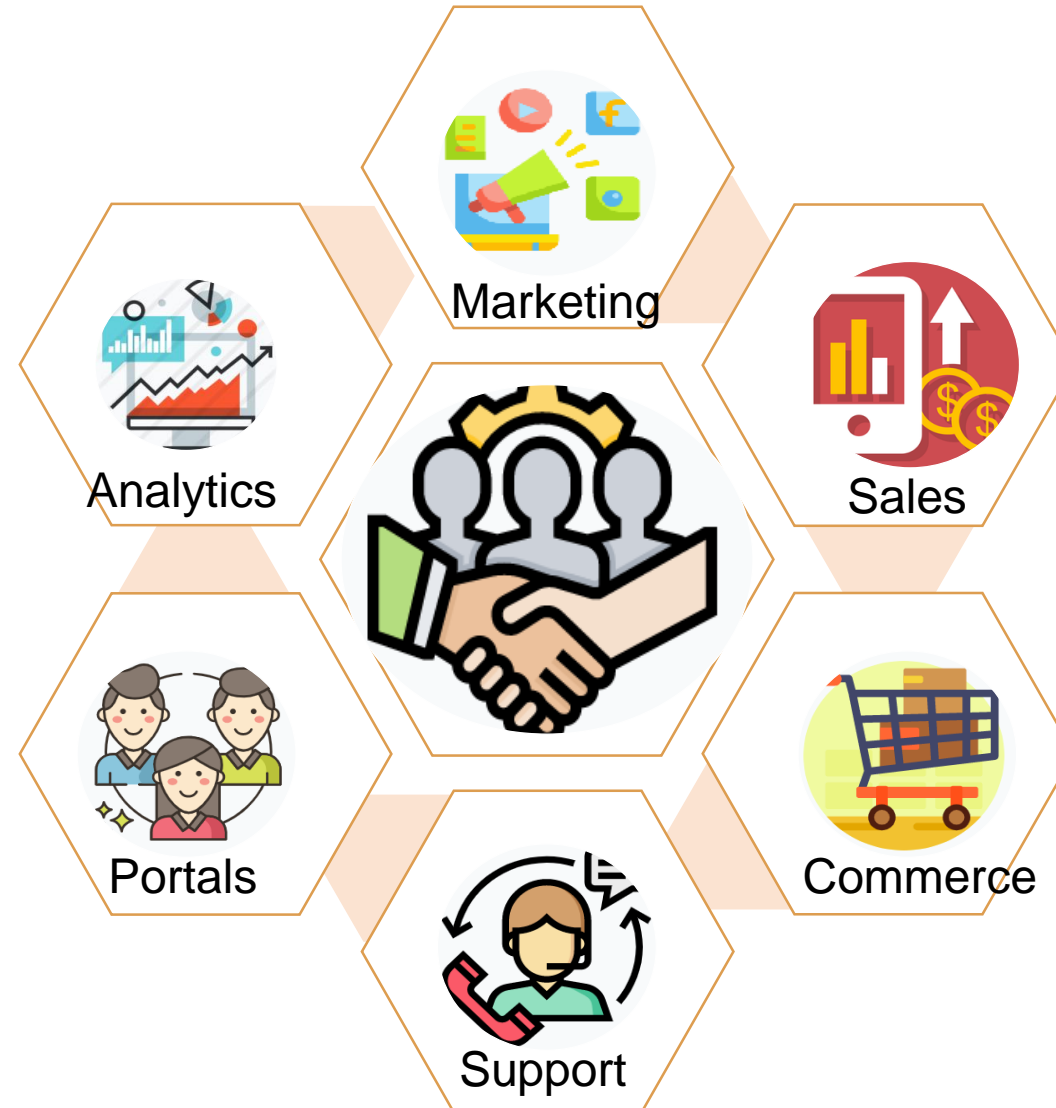 Marketing
Analytics
Sales
$
$
Portals
Commerce
Support